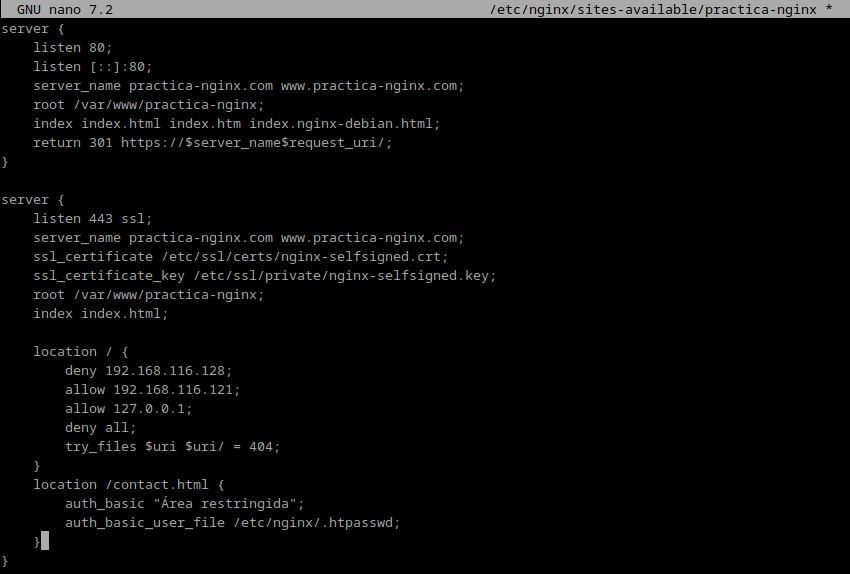 GNU nano 7.2 /etc/nginx/sites-available/practica-nginx *
server {
    listen 80;
    listen [::]:80;
    server_name practica-nginx.com www.practica-nginx.com;
    root /var/www/practica-nginx;
    index index.html index.htm index.nginx-debian.html;
    return 301 https://$server_name$request_uri/;
}

server {
    listen 443 ssl;
    server_name practica-nginx.com www.practica-nginx.com;
    ssl_certificate /etc/ssl/certs/nginx-selfsigned.crt;
    ssl_certificate_key /etc/ssl/private/nginx-selfsigned.key;
    root /var/www/practica-nginx;
    index index.html;

    location / {
        deny 192.168.116.128;
        allow 192.168.116.121;
        allow 127.0.0.1;
        deny all;
        try_files $uri $uri/ = 404;
    }
    location /contact.html {
        auth_basic "Área restringida";
        auth_basic_user_file /etc/nginx/.htpasswd;
    }
}